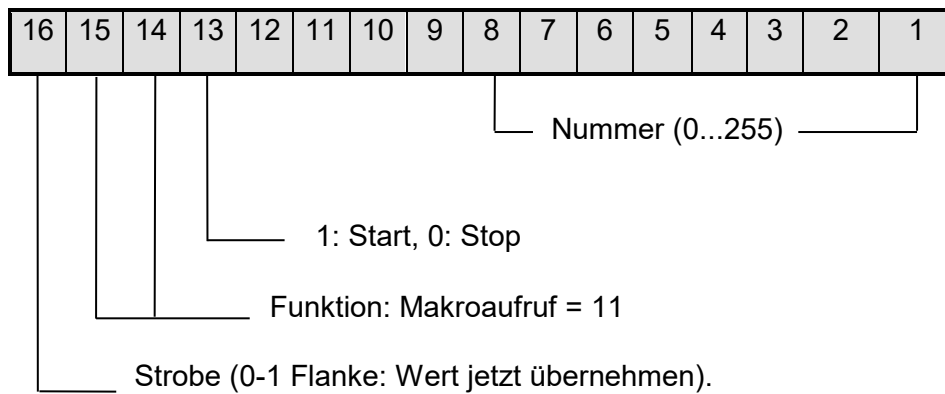 16 15 14 13 12 11 10 9 8 7 6 5 4 3 2 1
Nummer (0...255)
1: Start, 0: Stop
Funktion: Makroaufruf = 11
Strobe (0-1 Flanke: Wert jetzt übernehmen).